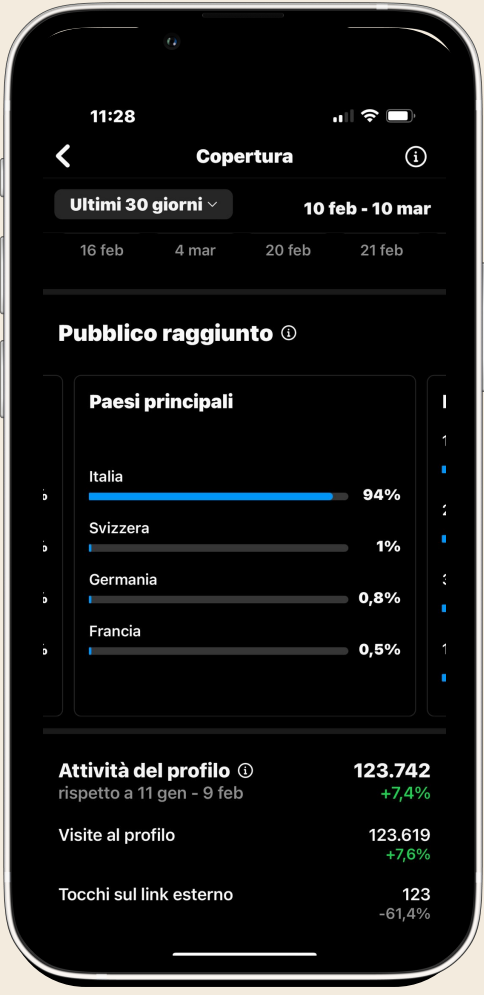 11:28
Copertura
Ultimi 30 giorni
10 feb - 10 mar
16 feb
4 mar
20 feb
21 feb
Pubblico raggiunto
Paesi principali
Italia
94%
Svizzera
1%
Germania
0,8%
Francia
0,5%
Attività del profilo
123.742
rispetto a 11 gen - 9 feb
+7,4%
Visite al profilo
123.619
+7,6%
Tocchi sul link esterno
123
-61,4%